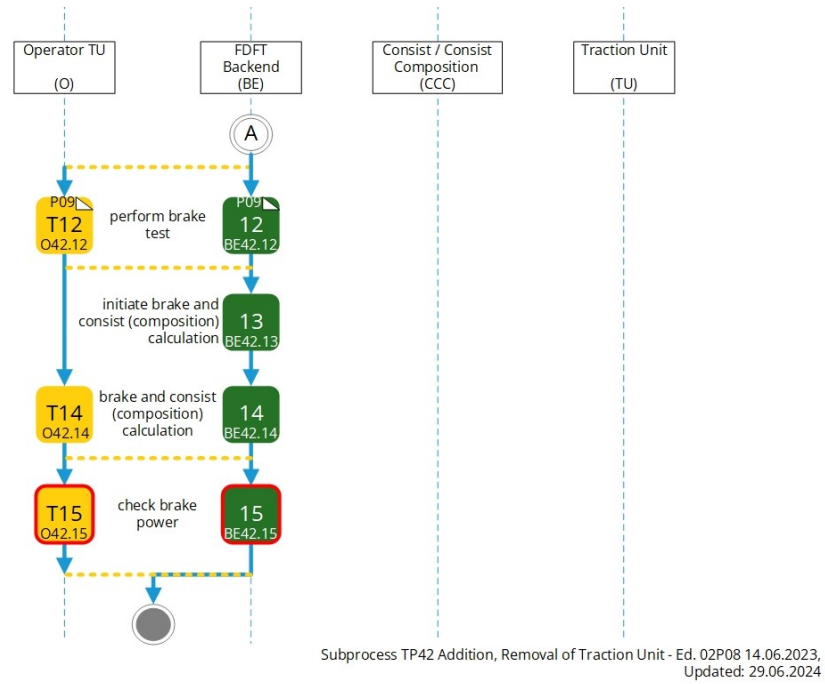 Operator TU
(O)
FDFT
Backend
(BE)
Consist / Consist
Composition
(CCC)
Traction Unit
(TU)
A
P09
T12
O42.12
perform brake
test
P09
12
BE42.12
initiate brake and
consist (composition)
calculation
13
BE42.13
T14
O42.14
brake and consist
(composition)
calculation
14
BE42.14
T15
O42.15
check brake
power
15
BE42.15
Subprocess TP42 Addition, Removal of Traction Unit - Ed. 02P08 14.06.2023,
Updated: 29.06.2024